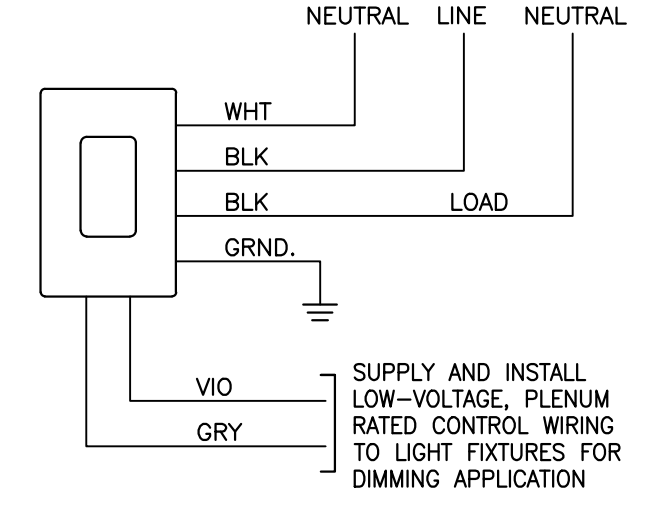 NEUTRAL LINE NEUTRAL
WHT
BLK
BLK LOAD
GRND.
VIO
GRY
SUPPLY AND INSTALL
LOW-VOLTAGE, PLENUM
RATED CONTROL WIRING
TO LIGHT FIXTURES FOR
DIMMING APPLICATION